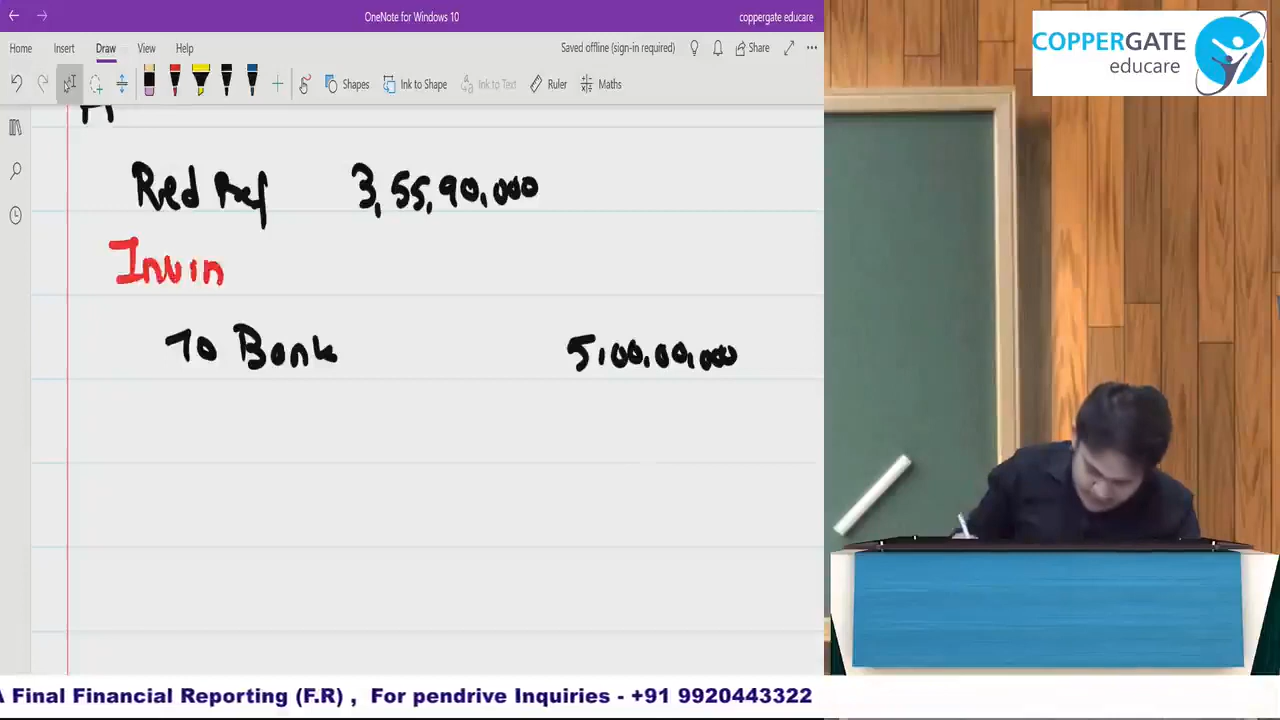 OneNote for Windows 10
coppergate educare
Home Insert Draw View Help
Saved offline (sign-in required)
Share
Shapes
Ink to Shape
Ink to Text
Ruler
Maths
COPPERGATE
educare
Red Pref 3,55,90,000
Invin
To Bank 5,00,00,000
A Final Financial Reporting (F.R) , For pendrive Inquiries - +91 9920443322